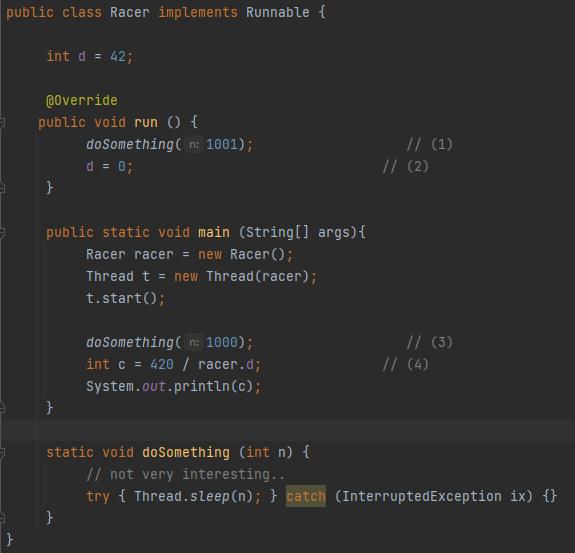 public class Racer implements Runnable {
int d = 42;
@Override
public void run () {
doSomething( n: 1001); // (1)
d = 0; // (2)
}
public static void main (String[] args){
Racer racer = new Racer();
Thread t = new Thread(racer);
t.start();
doSomething( n: 1000); // (3)
int c = 420 / racer.d; // (4)
System.out.println(c);
}
static void doSomething (int n) {
// not very interesting..
try { Thread.sleep(n); } catch (InterruptedException ix) {}
}
}